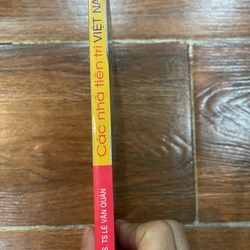 Các nhà tiên tri VIỆT NA
S. TS LÊ VĂN QUÁN